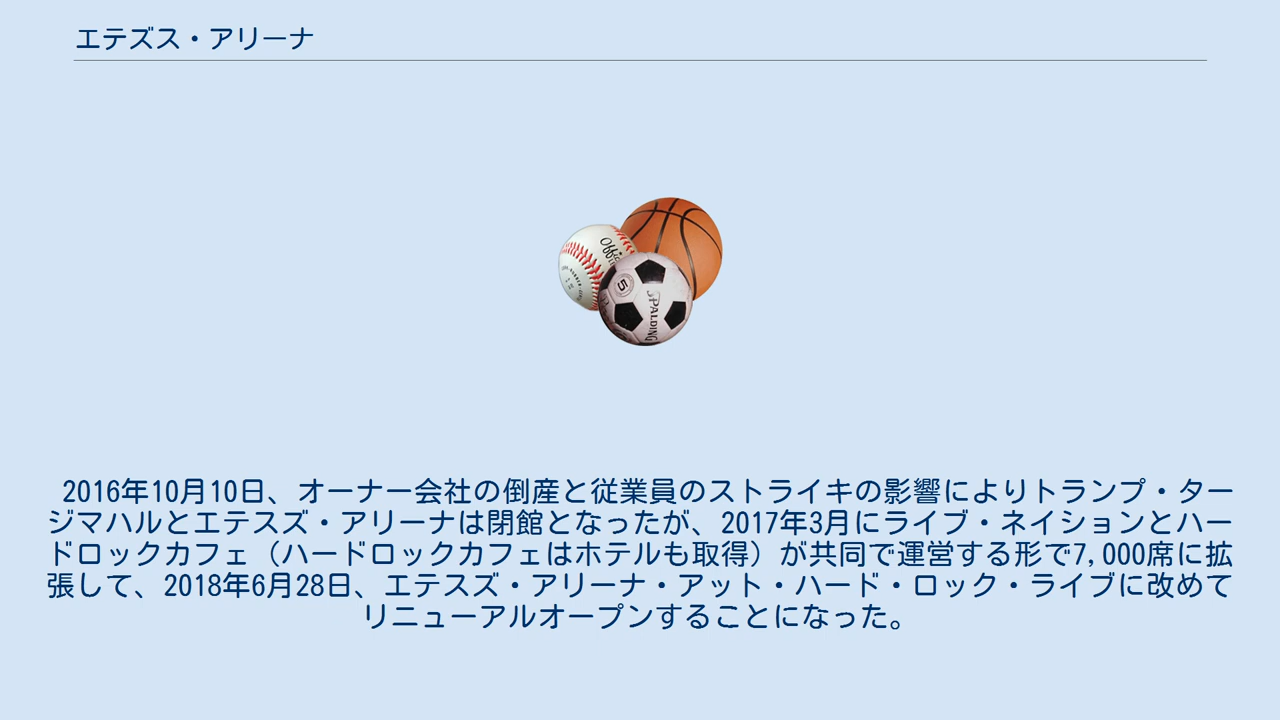 エテズス・アリーナ
Offic
5
SPALDING
2016年10月10日、オーナー会社の倒産と従業員のストライキの影響によりトランプ・ター
ジマハルとエテスズ・アリーナは閉館となったが、2017年3月にライブ・ネイションとハー
ドロックカフェ（ハードロックカフェはホテルも取得）が共同で運営する形で7,000席に拡
張して、2018年6月28日、エテスズ・アリーナ・アット・ハード・ロック・ライブに改めて
リニューアルオープンすることになった。